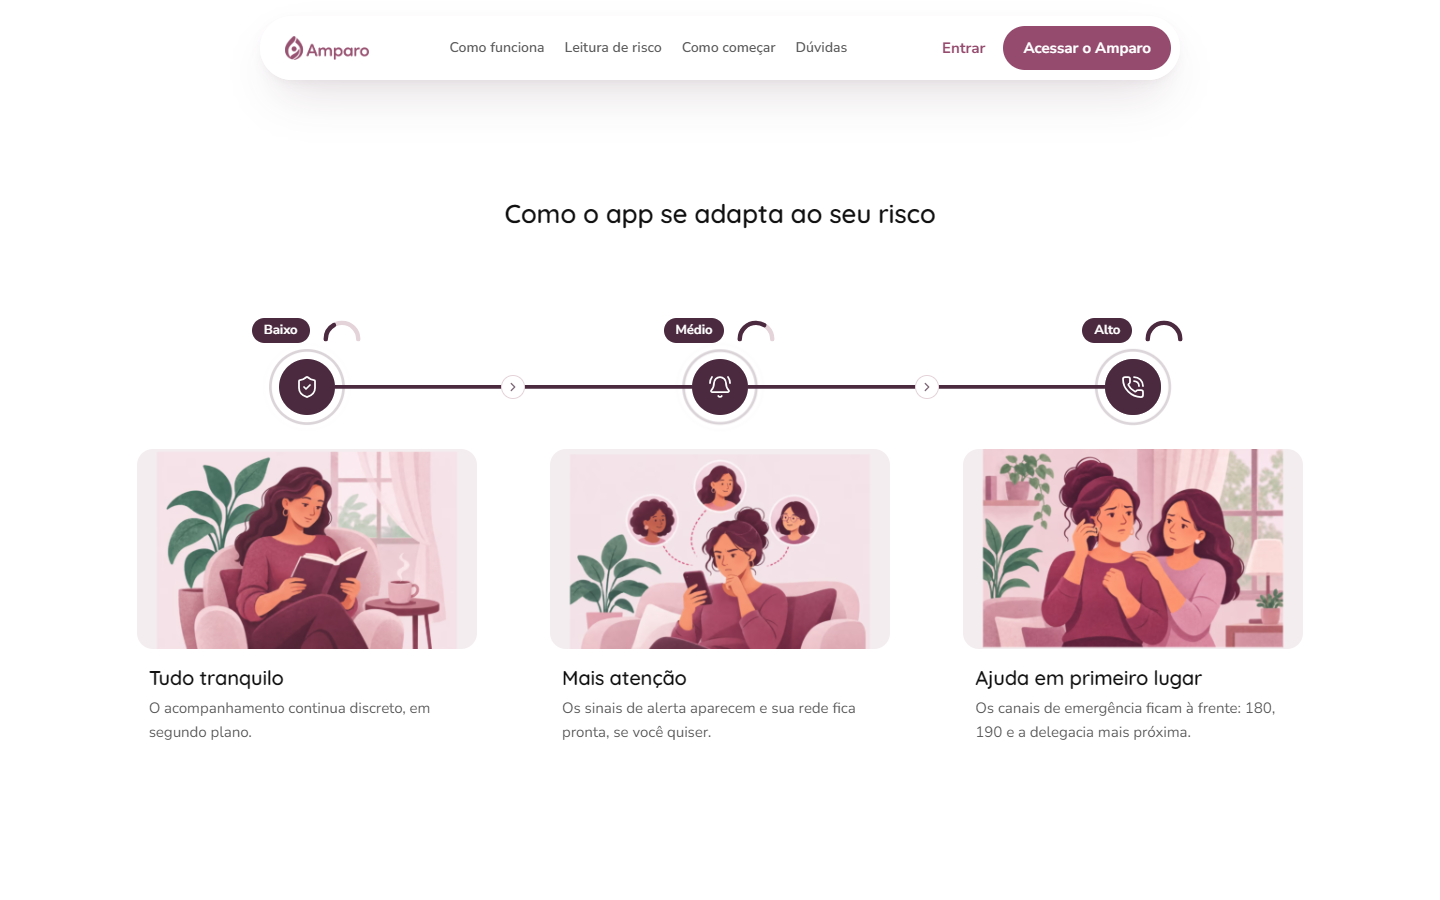 Amparo
Como funciona
Leitura de risco
Como começar
Dúvidas
Entrar
Acessar o Amparo
Como o app se adapta ao seu risco
Baixo
Médio
Alto
Tudo tranquilo
O acompanhamento continua discreto, em
segundo plano.
Mais atenção
Os sinais de alerta aparecem e sua rede fica
pronta, se você quiser.
Ajuda em primeiro lugar
Os canais de emergência ficam à frente: 180,
190 e a delegacia mais próxima.